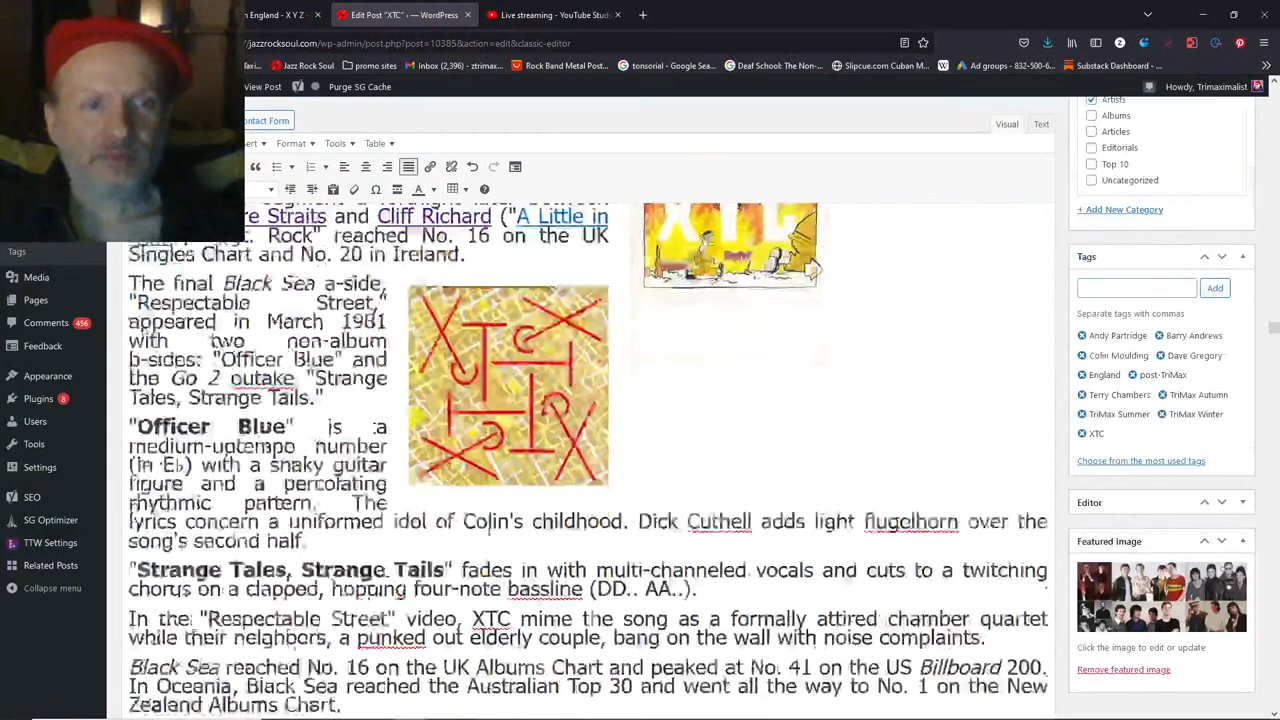 n England - X Y Z -
Edit Post "XTC" ‹ — WordPress
Live streaming - YouTube Stud
jazzrocksoul.com/wp-admin/post.php?post=10385&action=edit&classic-editor
Jazz Rock Soul
promo sites
Inbox (2,396) - ztrimax...
Rock Band Metal Post...
tonsorial - Google Sea...
Deaf School: The Non-...
Slipcue.com Cuban M...
Ad groups - 832-500-6...
Substack Dashboard -...
View Post
Purge SG Cache
Howdy, Trimaximalist
ontact Form
Visual
Text
Format
Tools
Table
re Straits and Cliff Richard ("A Little in
Rock" reached No. 16 on the UK
Singles Chart and No. 20 in Ireland.
The final Black Sea a-side,
"Respectable Street,"
appeared in March 1981
with two non-album
b-sides: "Officer Blue" and
the Go 2 outake "Strange
Tales, Strange Tails."
"Officer Blue" is a
medium-uptempo number
(in E♭) with a snaky guitar
figure and a percolating
rhythmic pattern. The
lyrics concern a uniformed idol of Colin's childhood. Dick Cuthell adds light flugelhorn over the
song's second half.
"Strange Tales, Strange Tails" fades in with multi-channeled vocals and cuts to a twitching
chorus on a clapped, hopping four-note bassline (DD.. AA..).
In the "Respectable Street" video, XTC mime the song as a formally attired chamber quartet
while their neighbors, a punked out elderly couple, bang on the wall with noise complaints.
Black Sea reached No. 16 on the UK Albums Chart and peaked at No. 41 on the US Billboard 200.
In Oceania, Black Sea reached the Australian Top 30 and went all the way to No. 1 on the New
Zealand Albums Chart.
XTC
Tags
Media
Pages
Comments 456
Feedback
Appearance
Plugins 8
Users
Tools
Settings
SEO
SG Optimizer
TTW Settings
Related Posts
Collapse menu
Artists
Albums
Articles
Editorials
Top 10
Uncategorized
+ Add New Category
Tags
Add
Separate tags with commas
Andy Partridge
Barry Andrews
Colin Moulding
Dave Gregory
England
post-TriMax
Terry Chambers
TriMax Autumn
TriMax Summer
TriMax Winter
XTC
Choose from the most used tags
Editor
Featured image
Click the image to edit or update
Remove featured image